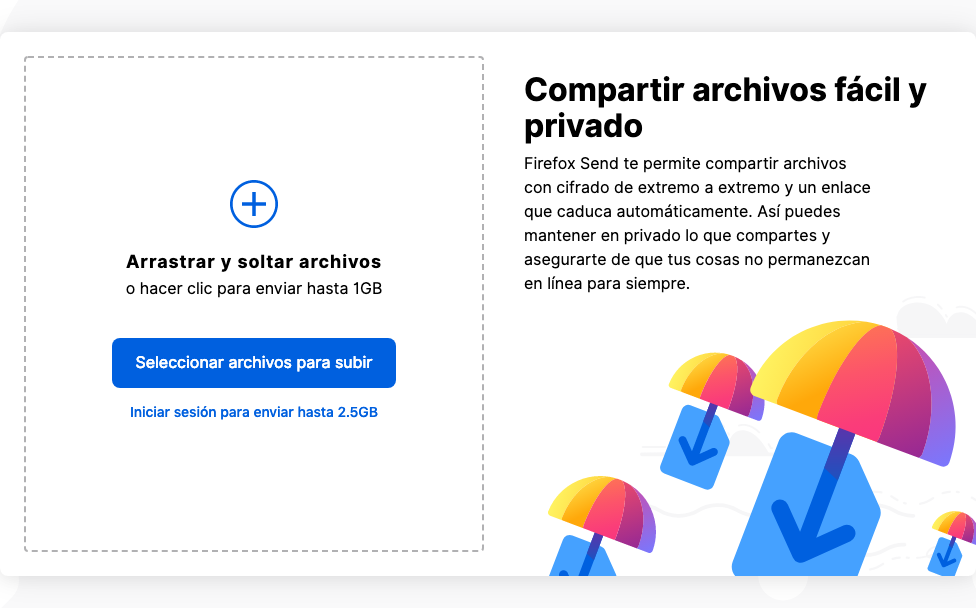 Arrastrar y soltar archivos
o hacer clic para enviar hasta 1GB
Seleccionar archivos para subir
Iniciar sesión para enviar hasta 2.5GB
Compartir archivos fácil y
privado
Firefox Send te permite compartir archivos
con cifrado de extremo a extremo y un enlace
que caduca automáticamente. Así puedes
mantener en privado lo que compartes y
asegurarte de que tus cosas no permanezcan
en línea para siempre.